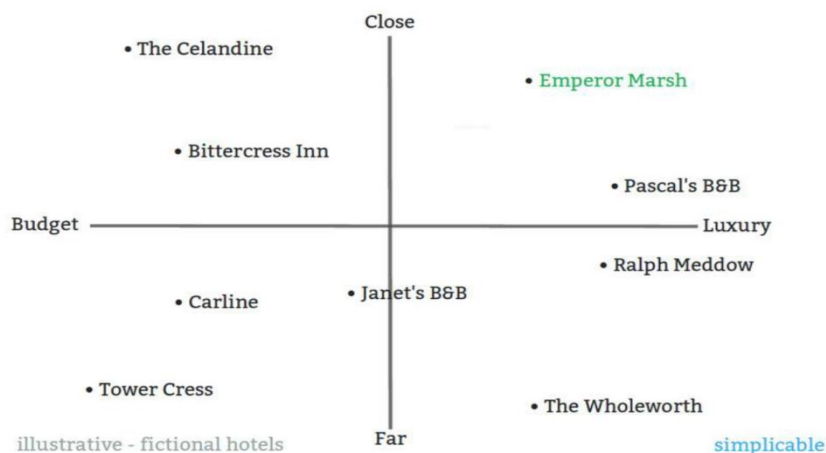 Close
• The Celandine
• Emperor Marsh
• Bittercress Inn
• Pascal's B&B
Budget
Luxury
• Ralph Meddow
• Janet's B&B
• Carline
• Tower Cress
• The Wholeworth
Far
illustrative - fictional hotels
simplicable